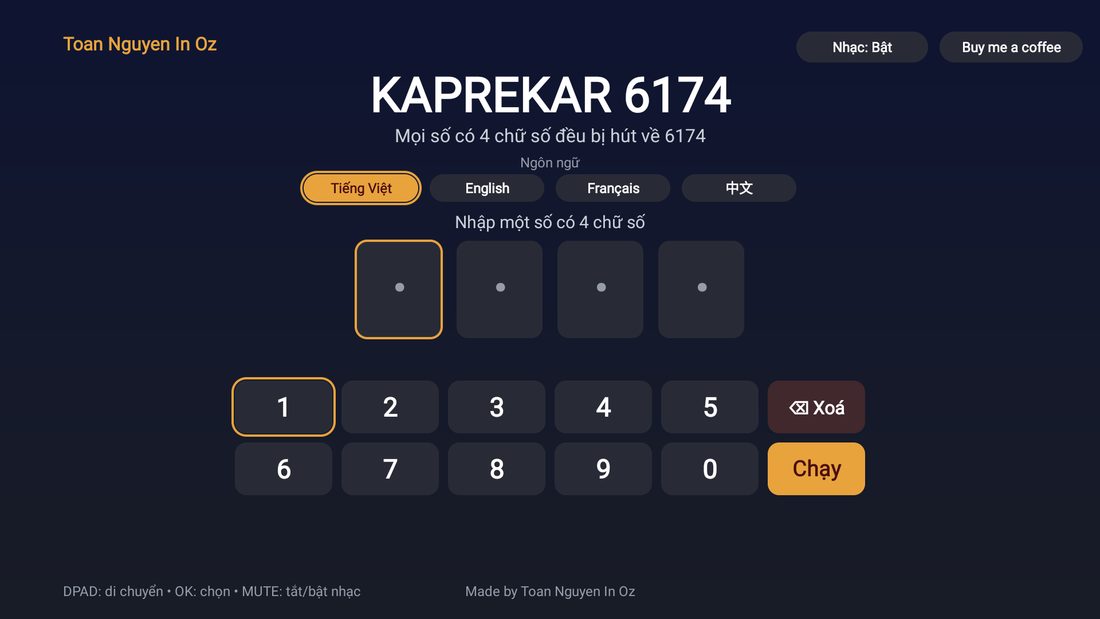 Toan Nguyen In Oz
Nhạc: Bật
Buy me a coffee
KAPREKAR 6174
Mọi số có 4 chữ số đều bị hút về 6174
Ngôn ngữ
Tiếng Việt English Français 中文
Nhập một số có 4 chữ số
1 2 3 4 5 ⌫ Xoá
6 7 8 9 0 Chạy
DPAD: di chuyển • OK: chọn • MUTE: tắt/bật nhạc
Made by Toan Nguyen In Oz